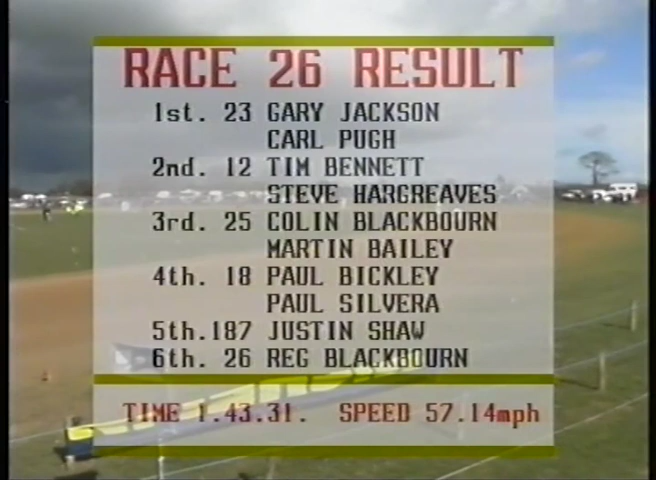 RACE 26 RESULT
1st. 23 GARY JACKSON
CARL PUGH
2nd. 12 TIM BENNETT
STEVE HARGREAVES
3rd. 25 COLIN BLACKBOURN
MARTIN BAILEY
4th. 18 PAUL BICKLEY
PAUL SILVERA
5th.187 JUSTIN SHAW
6th. 26 REG BLACKBOURN
TIME 1.43.31. SPEED 57.14mph